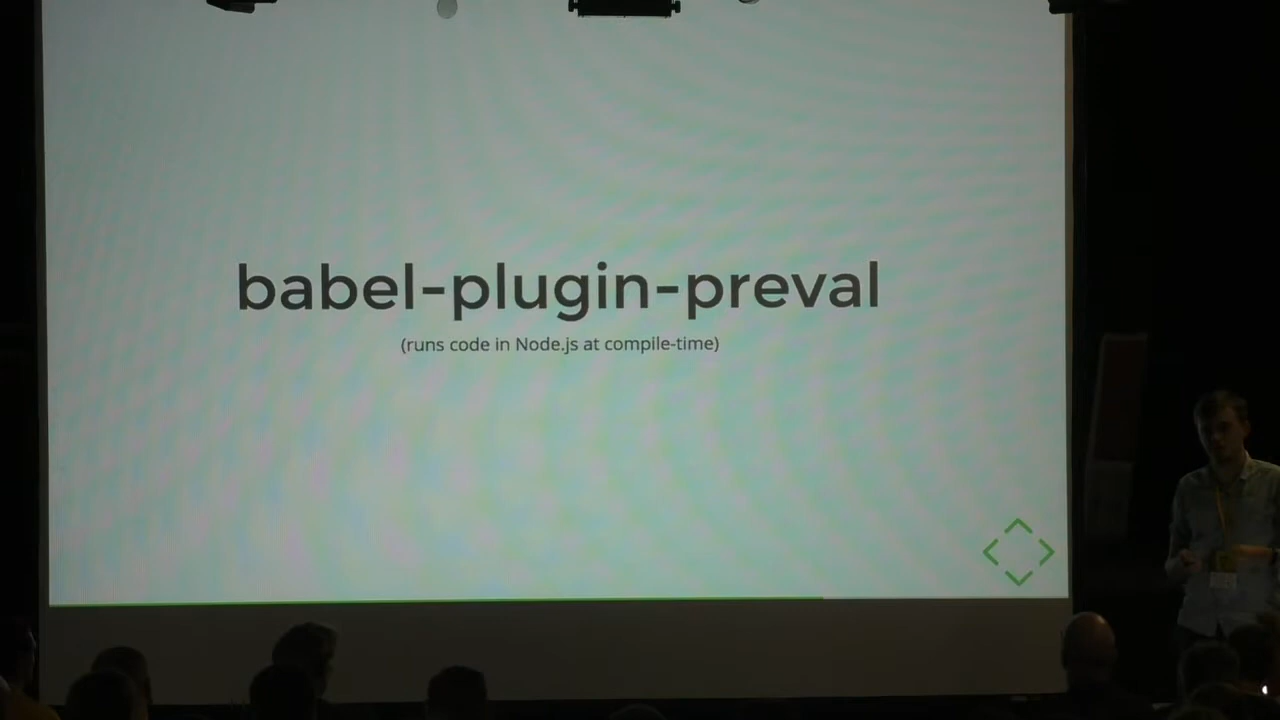 babel-plugin-preval
(runs code in Node.js at compile-time)